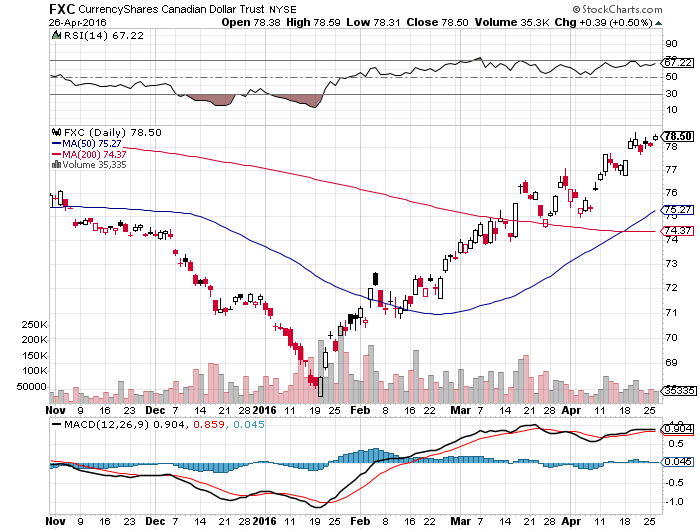 FXC CurrencyShares Canadian Dollar Trust NYSE © StockCharts.com
26-Apr-2016 Open 78.38 High 78.59 Low 78.31 Close 78.50 Volume 35.3K Chg +0.39 (+0.50%)
RSI(14) 67.22
90
70
67.22
50
30
10
FXC (Daily) 78.50
MA(50) 75.27
MA(200) 74.37
Volume 35,335
78.50
78
77
76
75.27
75
74.37
74
73
72
71
70
69
68
250K
200K
150K
100K
50000
35335
Nov 9 16 23 Dec 7 14 21 28 2016 11 19 25 Feb 8 16 22 Mar 7 14 21 28 Apr 11 18 25
MACD(12,26,9) 0.904, 0.859, 0.045
0.904
0.5
0.045
-0.5
-1.0
Nov 9 16 23 Dec 7 14 21 28 2016 11 19 25 Feb 8 16 22 Mar 7 14 21 28 Apr 11 18 25